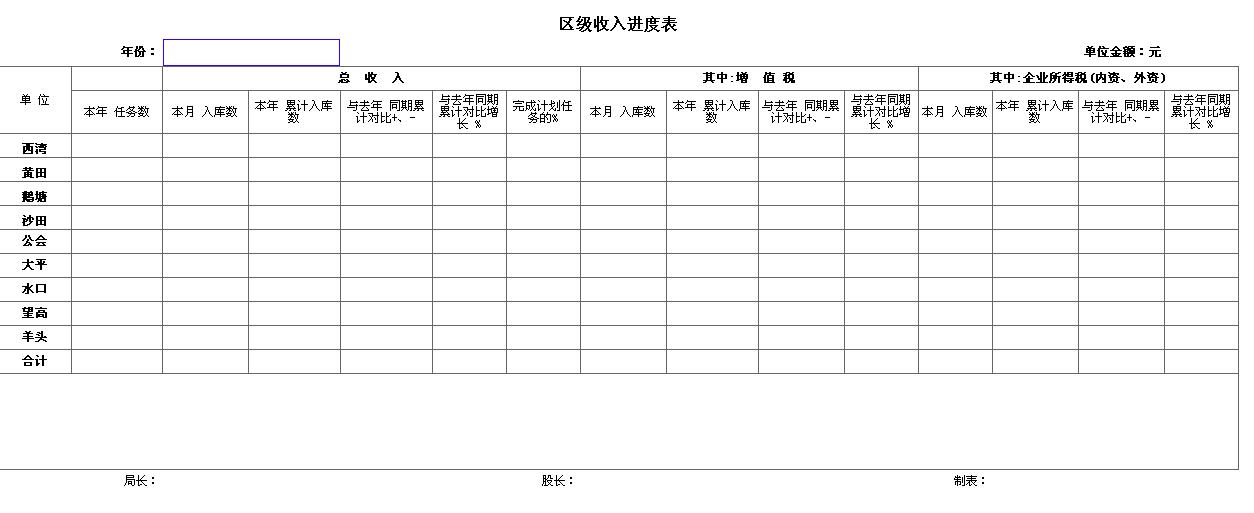 区级收入进度表
年份： 单位金额：元
单 位 总 收 入 其中:增 值 税 其中:企业所得税(内资、外资)
本年 任务数 本月 入库数 本年 累计入库数 与去年 同期累计对比+、- 与去年同期累计对比增长 % 完成计划任务的% 本月 入库数 本年 累计入库数 与去年 同期累计对比+、- 与去年同期累计对比增长 % 本月 入库数 本年 累计入库数 与去年 同期累计对比+、- 与去年同期累计对比增长 %
西湾
黄田
鹅塘
沙田
公会
大平
水口
望高
羊头
合计
局长： 股长： 制表：